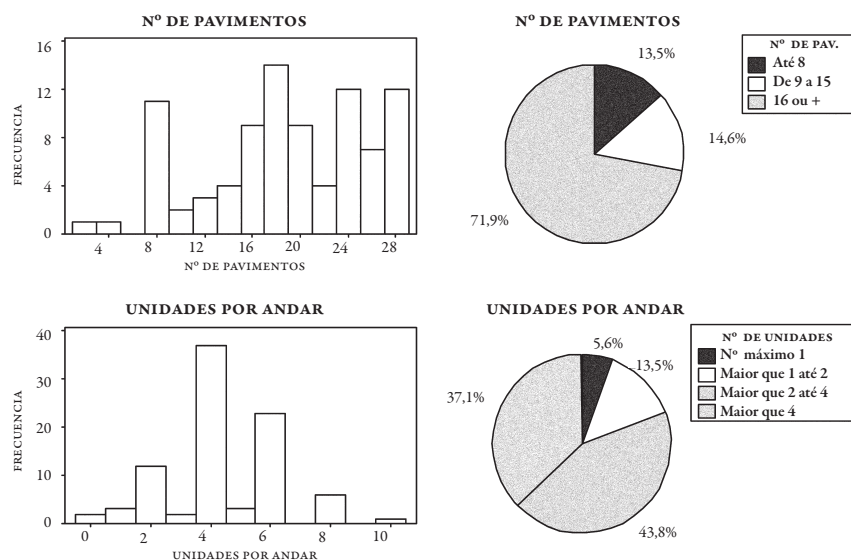 Nº DE PAVIMENTOS
16
12
8
4
0
FRECUENCIA
4
8
12
16
20
24
28
Nº DE PAVIMENTOS
Nº DE PAVIMENTOS
13,5%
14,6%
71,9%
Nº DE PAV.
Até 8
De 9 a 15
16 ou +
UNIDADES POR ANDAR
40
30
20
10
0
FRECUENCIA
0
2
4
6
8
10
UNIDADES POR ANDAR
UNIDADES POR ANDAR
5,6%
13,5%
37,1%
43,8%
Nº DE UNIDADES
Nº máximo 1
Maior que 1 até 2
Maior que 2 até 4
Maior que 4